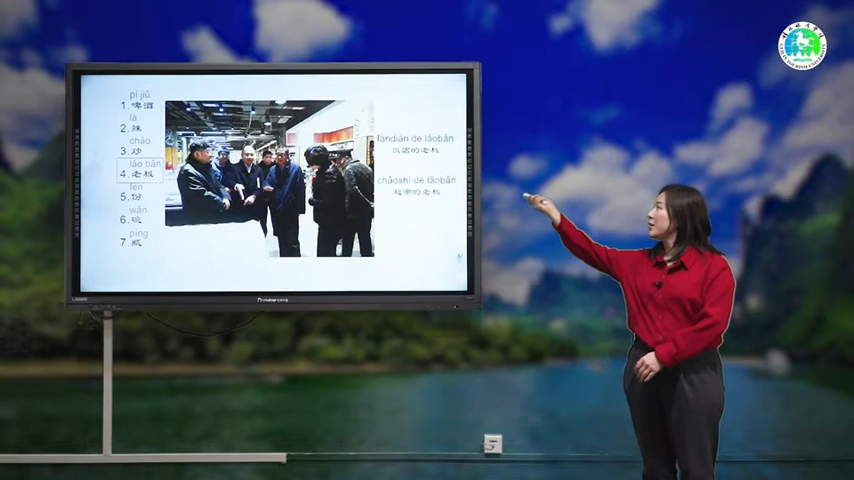 pí jiǔ
1.啤酒
là
2.辣
chǎo
3.炒
lǎo bǎn
4.老板
fèn
5.份
wǎn
6.碗
píng
7.瓶
fàndiàn de lǎobǎn
饭店的老板
chāoshì de lǎobǎn
超市的老板